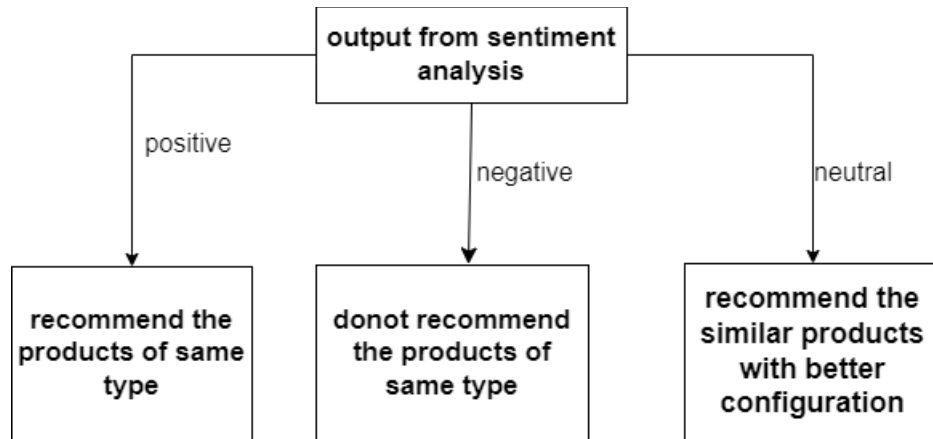 output from sentiment
analysis
positive
negative
neutral
recommend the
products of same
type
donot recommend
the products of
same type
recommend the
similar products
with better
configuration